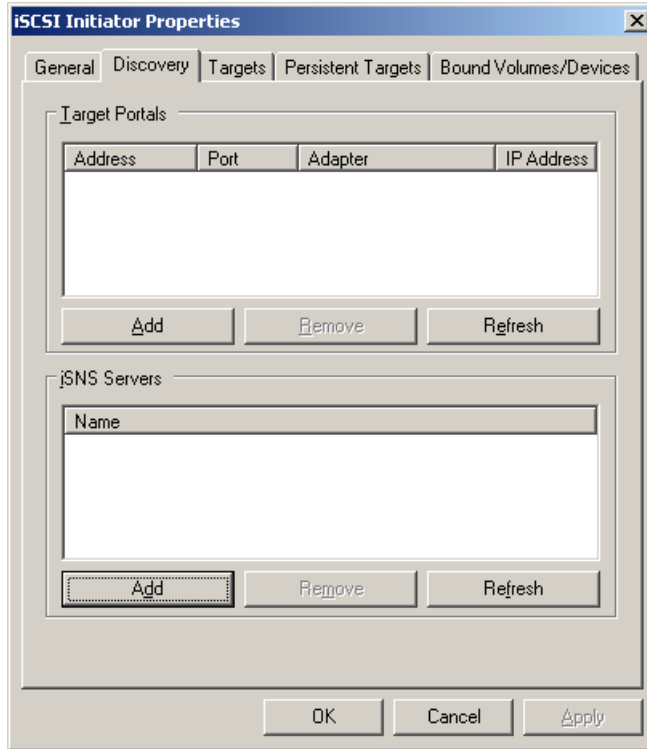 iSCSI Initiator Properties
General Discovery Targets Persistent Targets Bound Volumes/Devices
Target Portals
Address Port Adapter IP Address
Add Remove Refresh
iSNS Servers
Name
Add Remove Refresh
OK Cancel Apply